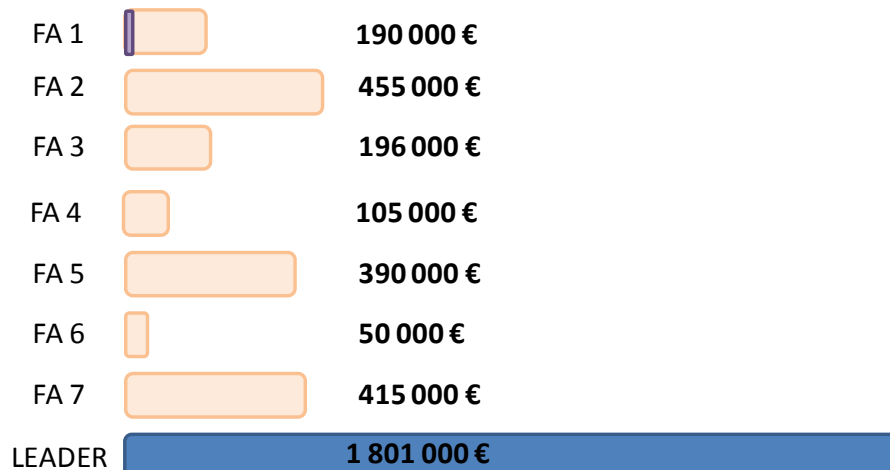 FA 1 190 000 €
FA 2 455 000 €
FA 3 196 000 €
FA 4 105 000 €
FA 5 390 000 €
FA 6 50 000 €
FA 7 415 000 €
LEADER 1 801 000 €